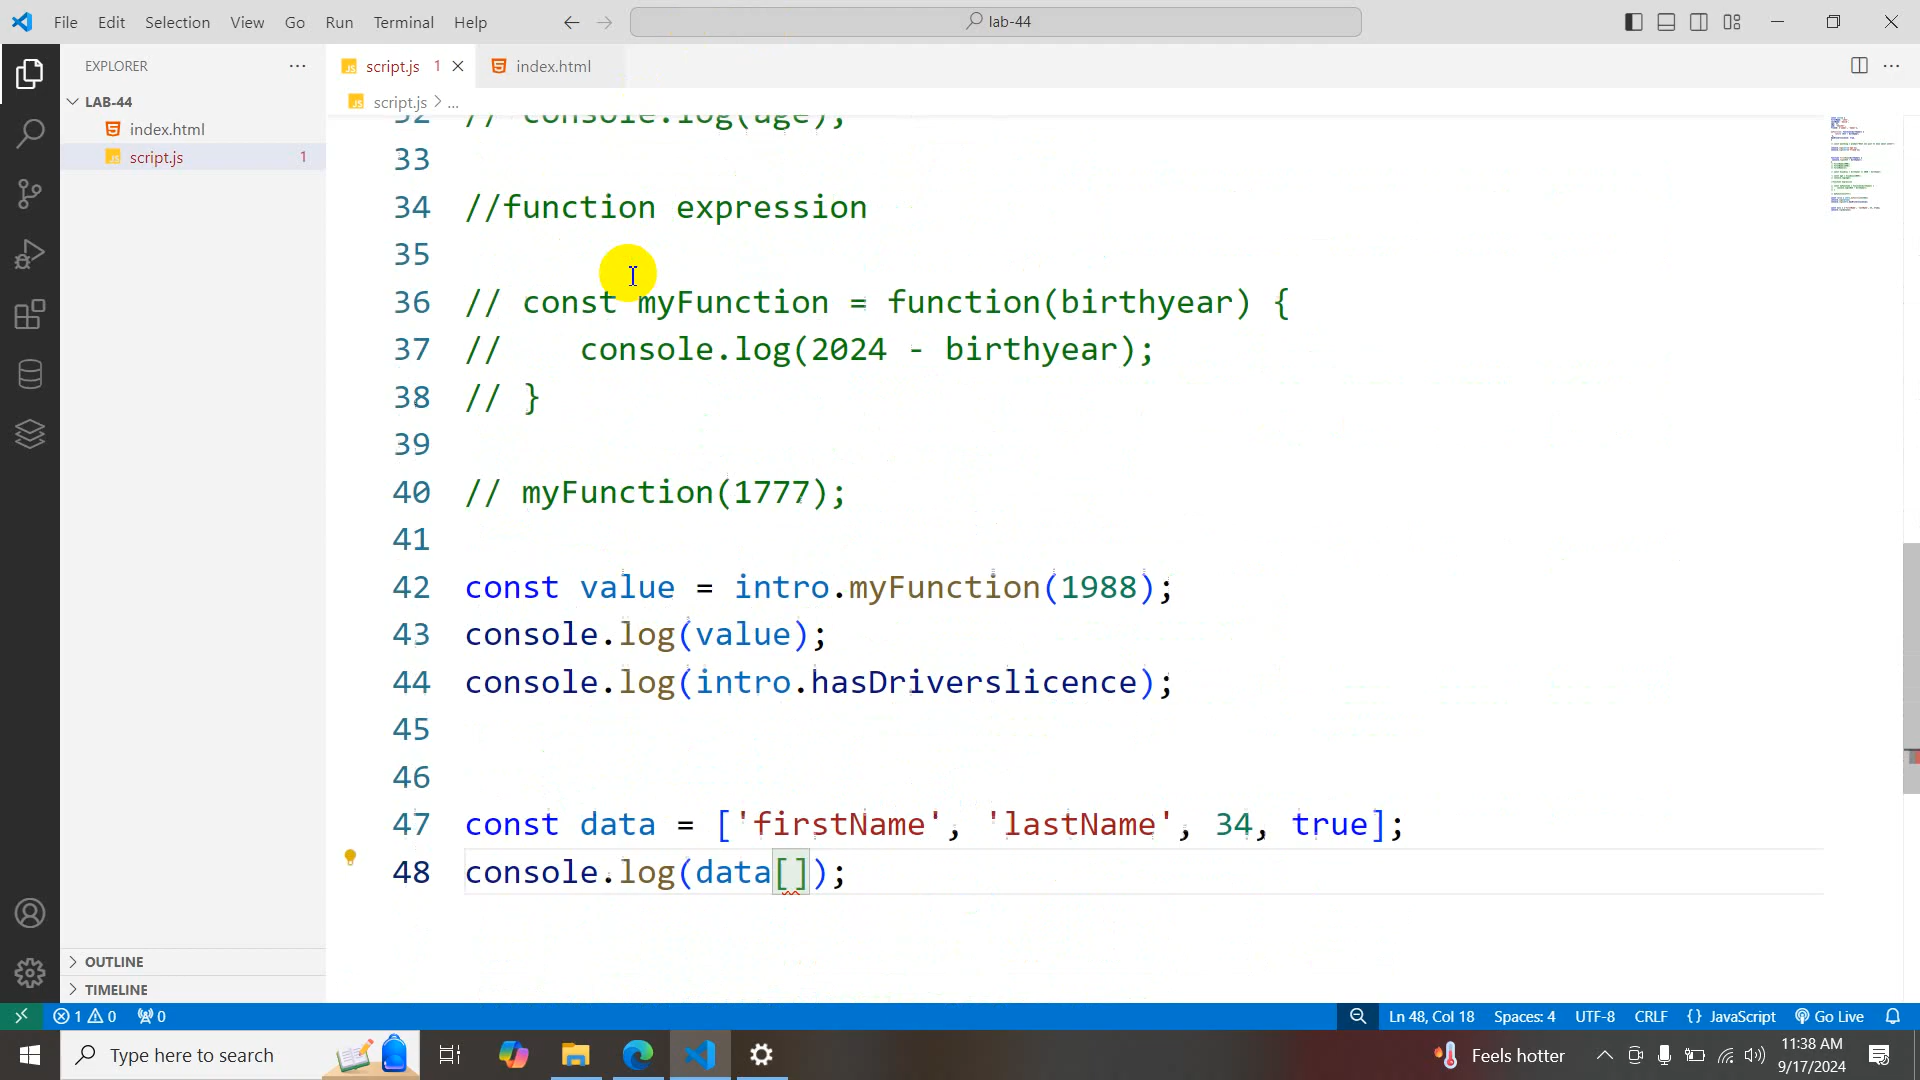 File Edit Selection View Go Run Terminal Help
lab-44
EXPLORER
script.js 1
index.html
LAB-44
script.js > ...
index.html
script.js 1
32 // console.log(age);
33
34 //function expression
35
36 // const myFunction = function(birthyear) {
37 // console.log(2024 - birthyear);
38 // }
39
40 // myFunction(1777);
41
42 const value = intro.myFunction(1988);
43 console.log(value);
44 console.log(intro.hasDriverslicence);
45
46
47 const data = ['firstName', 'lastName', 34, true];
48 console.log(data[]);
OUTLINE
TIMELINE
1 0 0
Ln 48, Col 18 Spaces: 4 UTF-8 CRLF {} JavaScript Go Live
Type here to search
Feels hotter
11:38 AM
9/17/2024